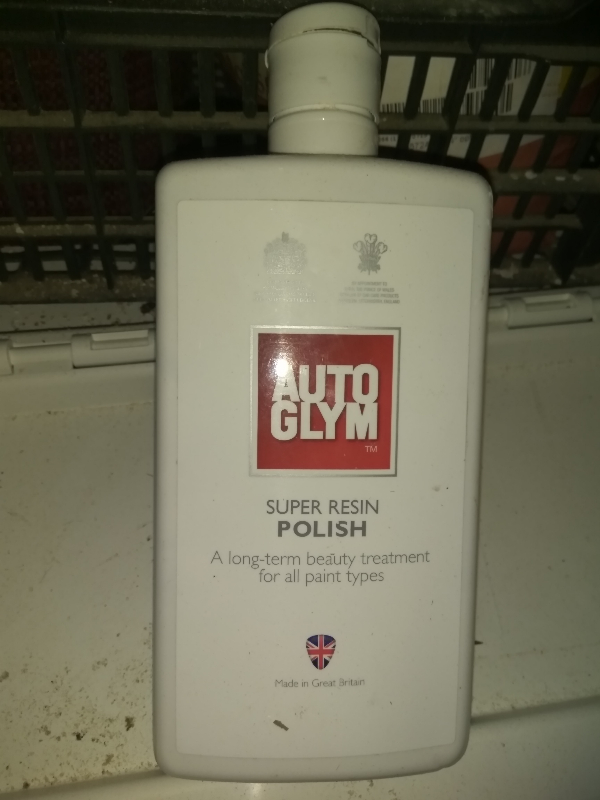 AUTO
GLYM
TM
SUPER RESIN
POLISH
A long-term beauty treatment
for all paint types
Made in Great Britain